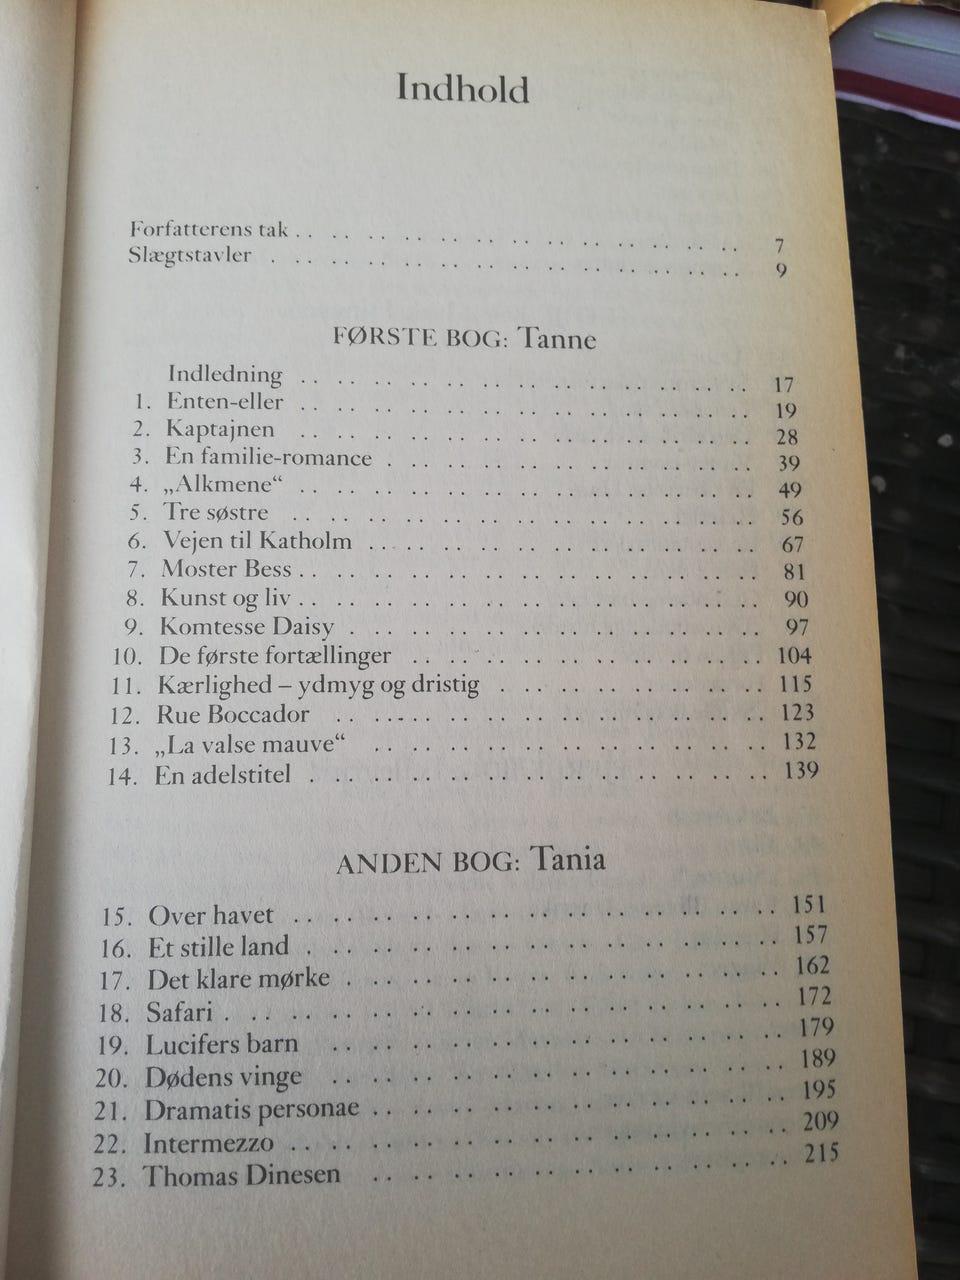 Indhold
Forfatterens tak . . . . . . . . . . . . . . . . . . . . . . . . . . 7
Slægtstavler . . . . . . . . . . . . . . . . . . . . . . . . . . 9
FØRSTE BOG: Tanne
Indledning . . . . . . . . . . . . . . . . . . . . . . . . 17
1. Enten-eller . . . . . . . . . . . . . . . . . . . . . . . . 19
2. Kaptajnen . . . . . . . . . . . . . . . . . . . . . . . . 28
3. En familie-romance . . . . . . . . . . . . . . . . . . . . 39
4. „Alkmene“ . . . . . . . . . . . . . . . . . . . . . . . . 49
5. Tre søstre . . . . . . . . . . . . . . . . . . . . . . . . 56
6. Vejen til Katholm . . . . . . . . . . . . . . . . . . . . 67
7. Moster Bess . . . . . . . . . . . . . . . . . . . . . . . . 81
8. Kunst og liv . . . . . . . . . . . . . . . . . . . . . . . . 90
9. Komtesse Daisy . . . . . . . . . . . . . . . . . . . . . . 97
10. De første fortællinger . . . . . . . . . . . . . . . . . . 104
11. Kærlighed – ydmyg og dristig . . . . . . . . . . . . . . 115
12. Rue Boccador . . . . . . . . . . . . . . . . . . . . . . 123
13. „La valse mauve“ . . . . . . . . . . . . . . . . . . . . 132
14. En adelstitel . . . . . . . . . . . . . . . . . . . . . . . . 139
ANDEN BOG: Tania
15. Over havet . . . . . . . . . . . . . . . . . . . . . . . . 151
16. Et stille land . . . . . . . . . . . . . . . . . . . . . . . . 157
17. Det klare mørke . . . . . . . . . . . . . . . . . . . . . . 162
18. Safari . . . . . . . . . . . . . . . . . . . . . . . . . . . . 172
19. Lucifers barn . . . . . . . . . . . . . . . . . . . . . . . . 179
20. Dødens vinge . . . . . . . . . . . . . . . . . . . . . . . . 189
21. Dramatis personae . . . . . . . . . . . . . . . . . . . . 195
22. Intermezzo . . . . . . . . . . . . . . . . . . . . . . . . 209
23. Thomas Dinesen . . . . . . . . . . . . . . . . . . . . . . 215